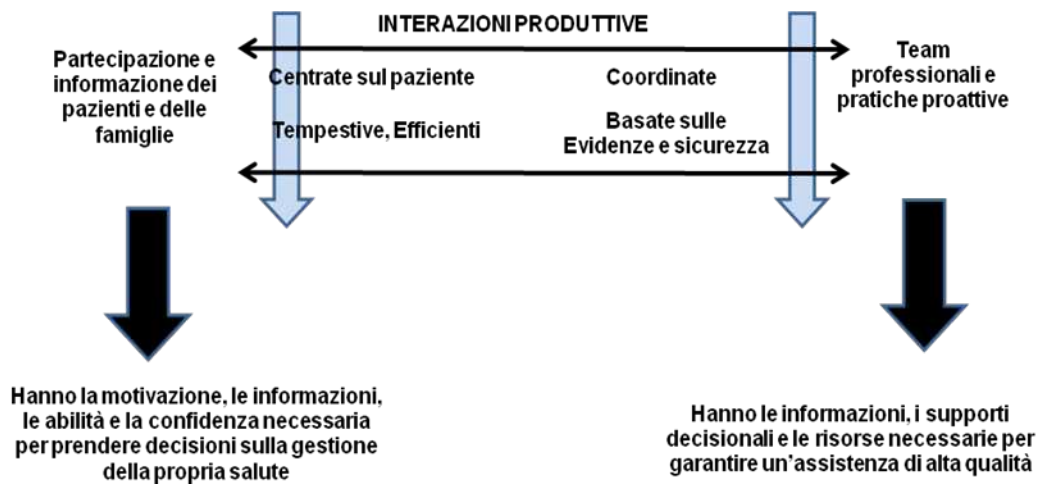 INTERAZIONI PRODUTTIVE
Partecipazione e
informazione dei
pazienti e delle
famiglie
Centrate sul paziente
Coordinate
Tempestive, Efficienti
Basate sulle
Evidenze e sicurezza
Team
professionali e
pratiche proattive
Hanno la motivazione, le informazioni,
le abilità e la confidenza necessaria
per prendere decisioni sulla gestione
della propria salute
Hanno le informazioni, i supporti
decisionali e le risorse necessarie per
garantire un'assistenza di alta qualità